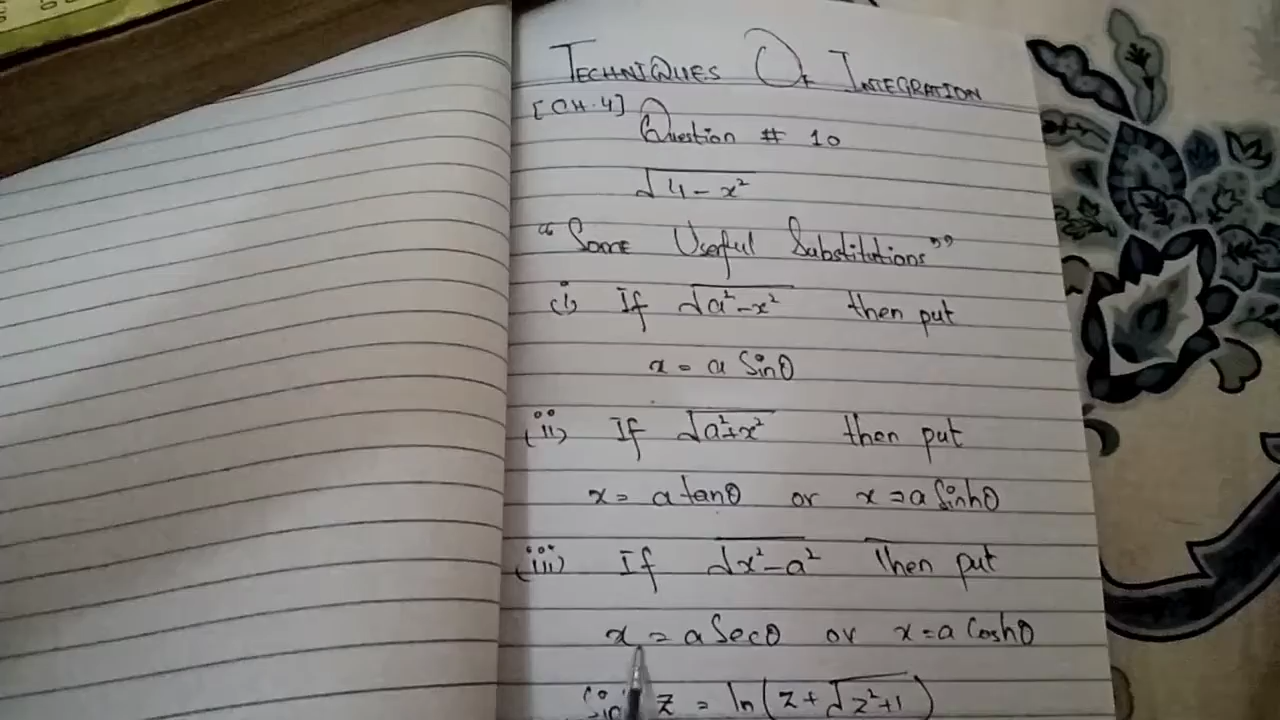 TECHNIQUES OF INTEGRATION
[CH.4]
Question # 10
√4-x²
"Some Useful Substitutions"
(i) If √a²-x² then put
x = a Sinθ
(ii) If √a²+x² then put
x = a tanθ or x = a Sinhθ
(iii) If √x²-a² Then put
x = a Secθ or x = a Coshθ
z = ln(z+√z²+1)